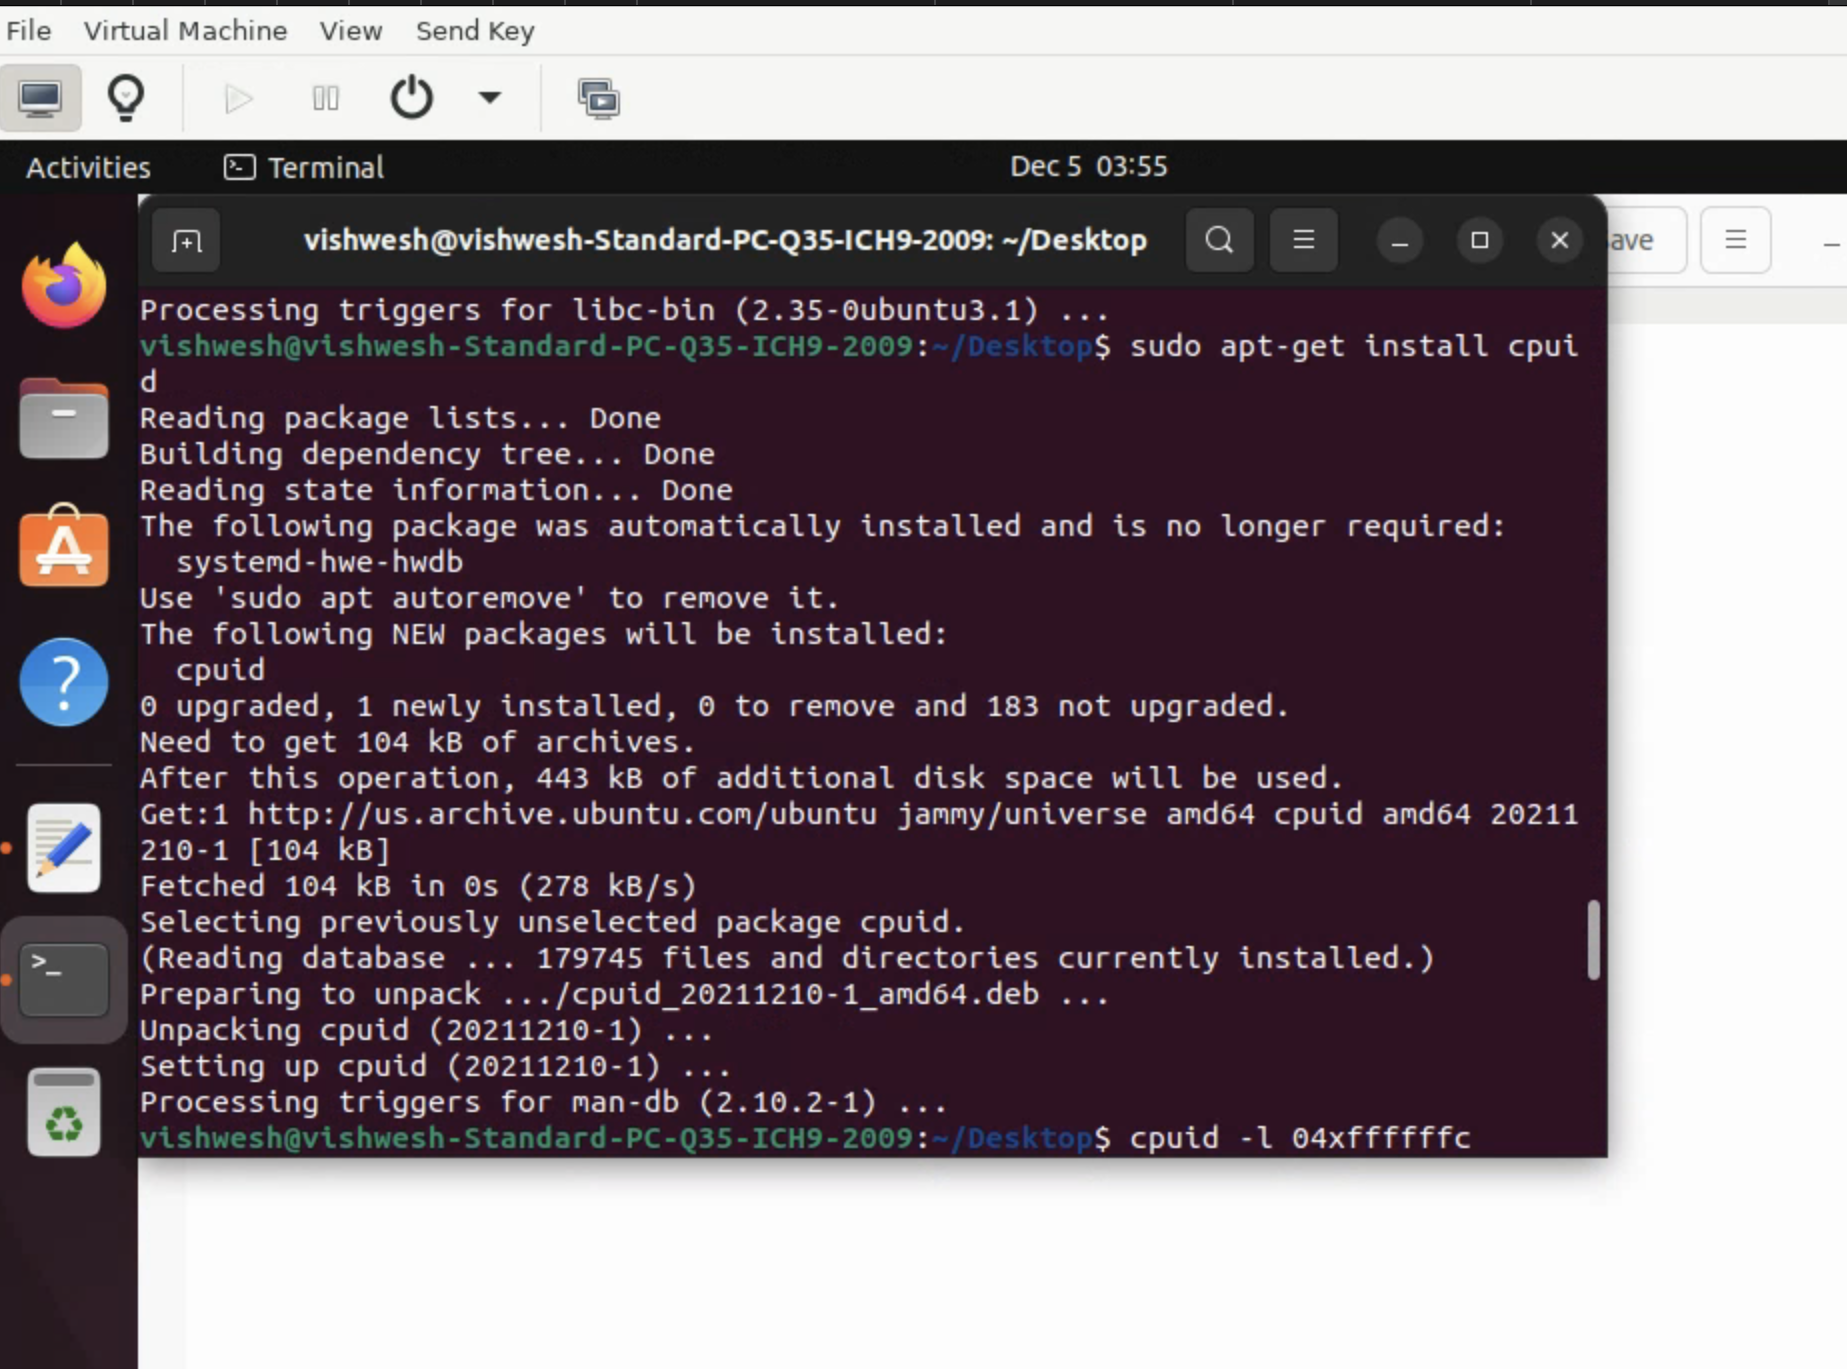 File Virtual Machine View Send Key
Activities Terminal Dec 5 03:55
vishwesh@vishwesh-Standard-PC-Q35-ICH9-2009: ~/Desktop
ave
Processing triggers for libc-bin (2.35-0ubuntu3.1) ...
vishwesh@vishwesh-Standard-PC-Q35-ICH9-2009:~/Desktop$ sudo apt-get install cpui
d
Reading package lists... Done
Building dependency tree... Done
Reading state information... Done
The following package was automatically installed and is no longer required:
  systemd-hwe-hwdb
Use 'sudo apt autoremove' to remove it.
The following NEW packages will be installed:
  cpuid
0 upgraded, 1 newly installed, 0 to remove and 183 not upgraded.
Need to get 104 kB of archives.
After this operation, 443 kB of additional disk space will be used.
Get:1 http://us.archive.ubuntu.com/ubuntu jammy/universe amd64 cpuid amd64 20211
210-1 [104 kB]
Fetched 104 kB in 0s (278 kB/s)
Selecting previously unselected package cpuid.
(Reading database ... 179745 files and directories currently installed.)
Preparing to unpack .../cpuid_20211210-1_amd64.deb ...
Unpacking cpuid (20211210-1) ...
Setting up cpuid (20211210-1) ...
Processing triggers for man-db (2.10.2-1) ...
vishwesh@vishwesh-Standard-PC-Q35-ICH9-2009:~/Desktop$ cpuid -l 04xffffffc